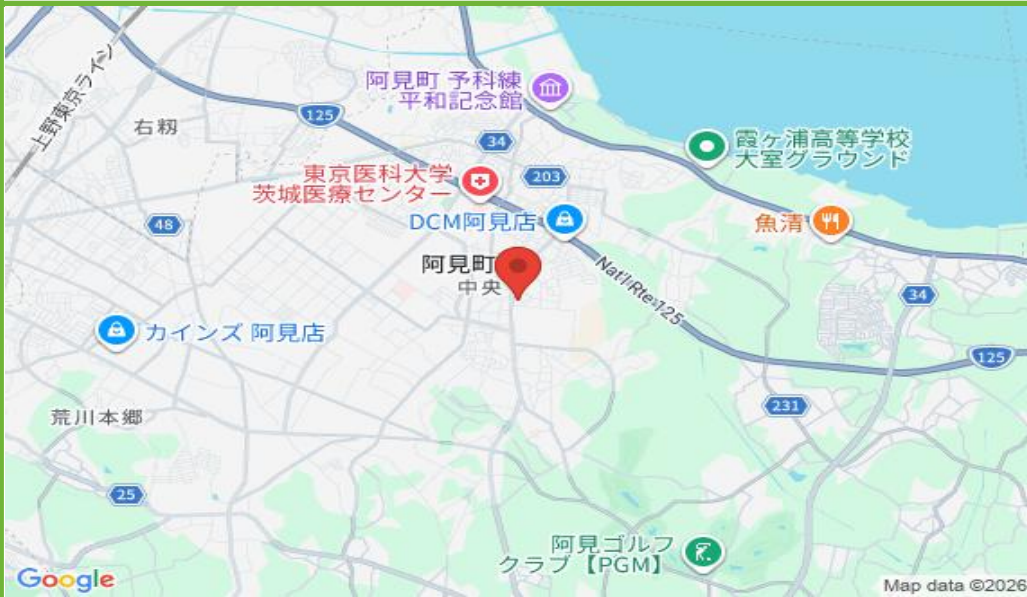 上野東京ライン
125
右籾
阿見町 予科練
平和記念館
34
霞ヶ浦高等学校
大室グラウンド
東京医科大学
茨城医療センター
203
48
DCM阿見店
魚清
阿見町
中央
Nat'l Rte 125
34
カインズ 阿見店
125
231
荒川本郷
25
阿見ゴルフ
クラブ【PGM】
Google
Map data ©2026